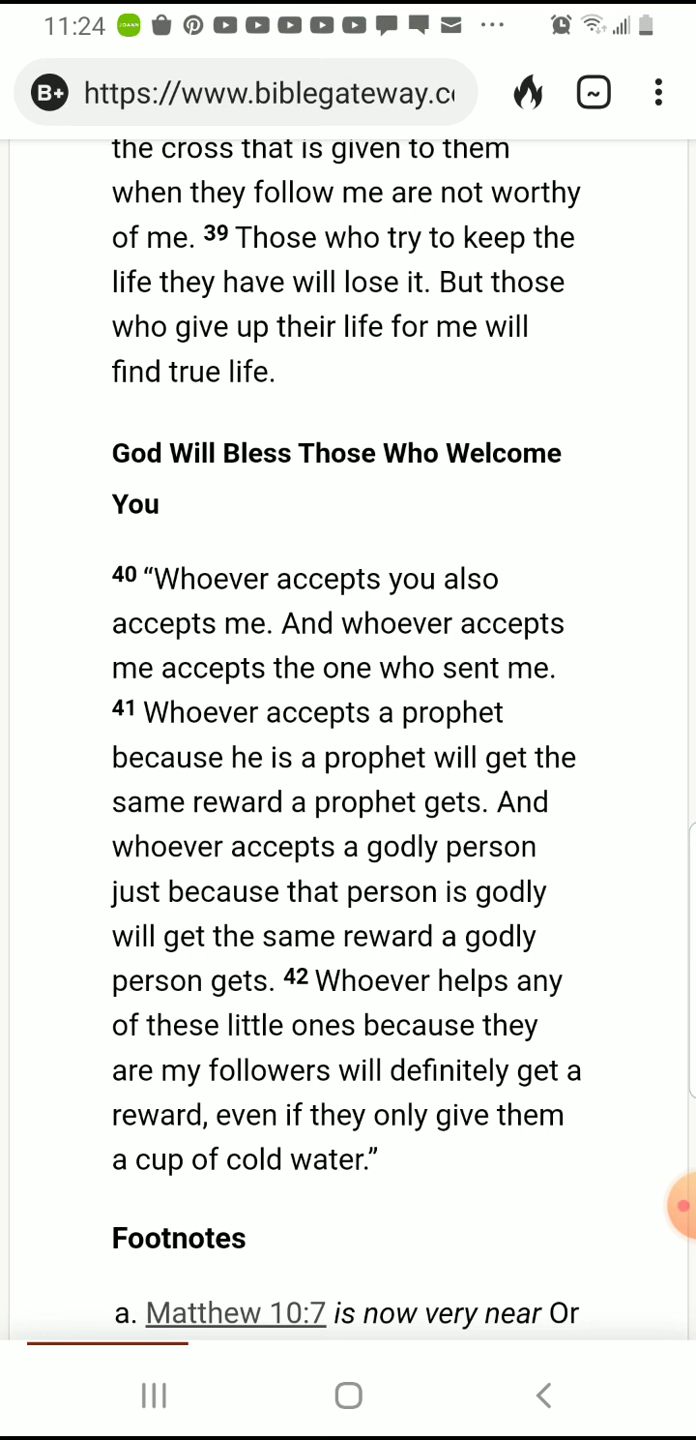 11:24
JOANN
B+ https://www.biblegateway.c
the cross that is given to them
when they follow me are not worthy
of me. 39 Those who try to keep the
life they have will lose it. But those
who give up their life for me will
find true life.
God Will Bless Those Who Welcome
You
40 “Whoever accepts you also
accepts me. And whoever accepts
me accepts the one who sent me.
41 Whoever accepts a prophet
because he is a prophet will get the
same reward a prophet gets. And
whoever accepts a godly person
just because that person is godly
will get the same reward a godly
person gets. 42 Whoever helps any
of these little ones because they
are my followers will definitely get a
reward, even if they only give them
a cup of cold water.”
Footnotes
a. Matthew 10:7 is now very near Or